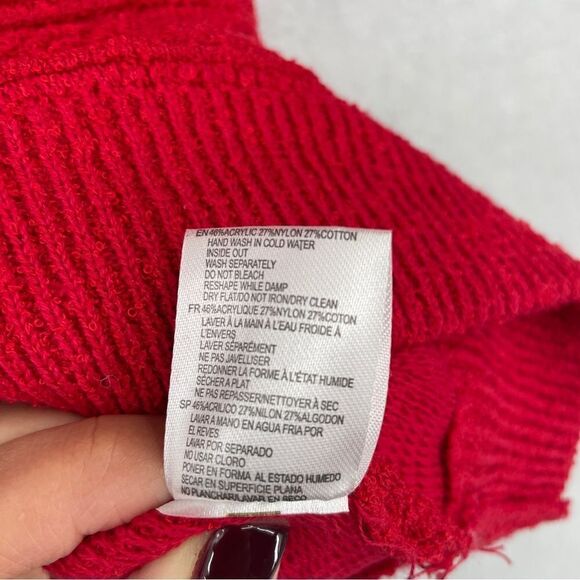 EN 46%ACRYLIC 27%NYLON 27%COTTON
HAND WASH IN COLD WATER
INSIDE OUT
WASH SEPARATELY
DO NOT BLEACH
RESHAPE WHILE DAMP
DRY FLAT/DO NOT IRON/DRY CLEAN
FR 46%ACRYLIQUE 27%NYLON 27%COTON
LAVER À LA MAIN À L'EAU FROIDE À
L'ENVERS
LAVER SÉPARÉMENT
NE PAS JAVELLISER
REDONNER LA FORME À L'ÉTAT HUMIDE
SÉCHER A PLAT
NE PAS REPASSER/NETTOYER À SEC
SP 46%ACRILICO 27%NILON 27%ALGODON
LAVAR A MANO EN AGUA FRIA POR
EL REVES
LAVAR POR SEPARADO
NO USAR CLORO
PONER EN FORMA AL ESTADO HUMEDO
SECAR EN SUPERFICIE PLANA
NO PLANCHAR/LAVAR EN SECO